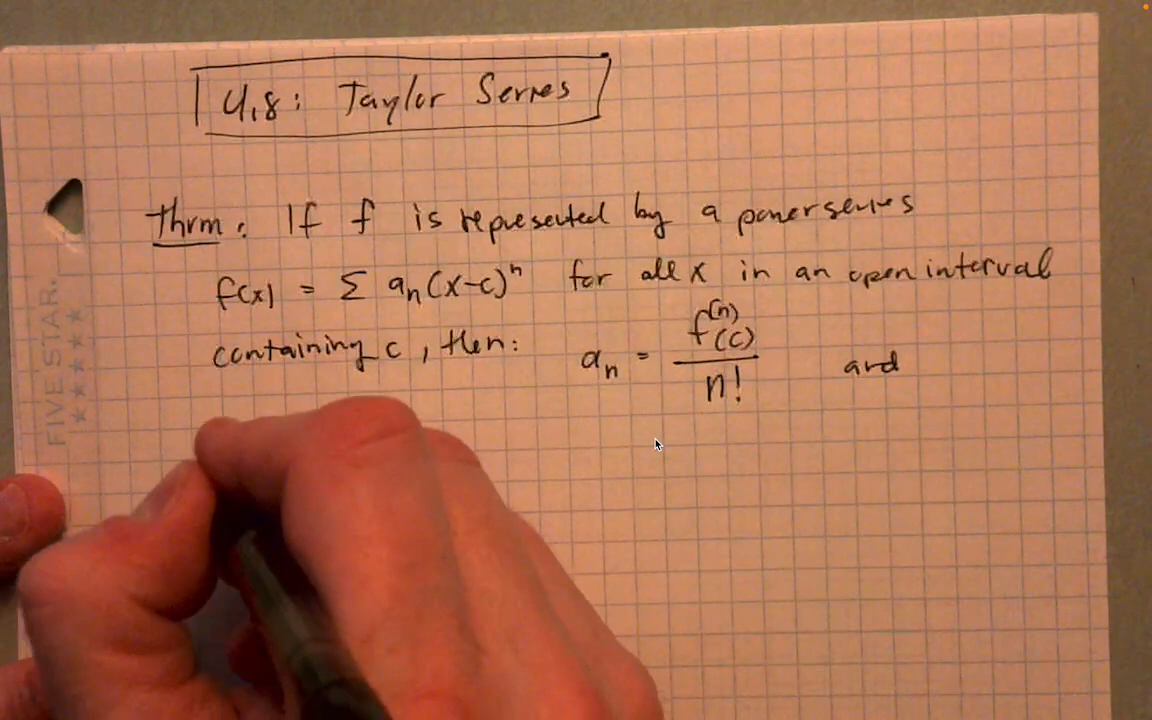 4.8: Taylor Series
Thrm: If f is represented by a power series
f(x) = Σ aₙ(x-c)ⁿ for all x in an open interval
containing c, then: aₙ = f⁽ⁿ⁾(c) / n! and
FIVE STAR.
★★★★★